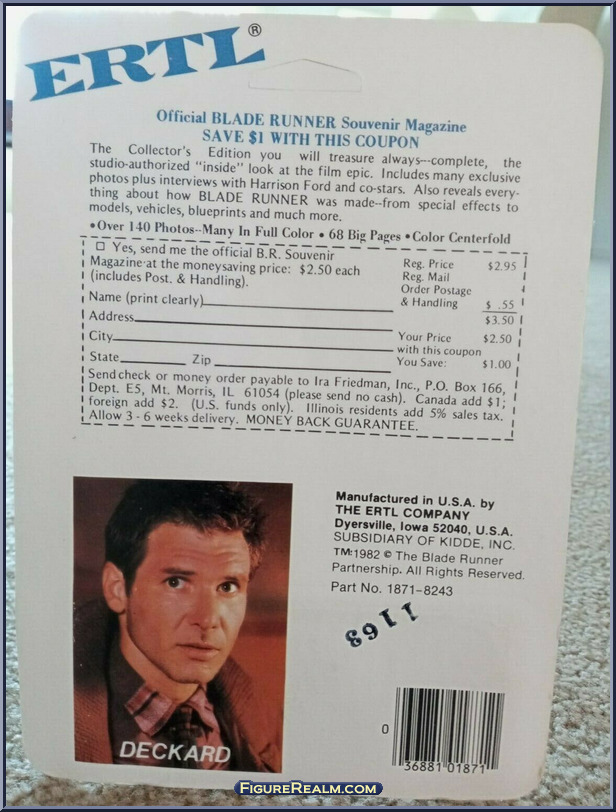 ERTL®
Official BLADE RUNNER Souvenir Magazine
SAVE $1 WITH THIS COUPON
The Collector's Edition you will treasure always--complete, the
studio-authorized "inside" look at the film epic. Includes many exclusive
photos plus interviews with Harrison Ford and co-stars. Also reveals every-
thing about how BLADE RUNNER was made--from special effects to
models, vehicles, blueprints and much more.
•Over 140 Photos--Many In Full Color • 68 Big Pages •Color Centerfold
☐ Yes, send me the official B.R. Souvenir
Magazine at the moneysaving price: $2.50 each
(includes Post. & Handling).
Name (print clearly)
Address
City
State Zip
Reg. Price $2.95
Reg. Mail
Order Postage
& Handling $ .55
$3.50
Your Price $2.50
with this coupon
You Save: $1.00
Send check or money order payable to Ira Friedman, Inc., P.O. Box 166,
Dept. E5, Mt. Morris, IL 61054 (please send no cash). Canada add $1;
foreign add $2. (U.S. funds only). Illinois residents add 5% sales tax.
Allow 3 - 6 weeks delivery. MONEY BACK GUARANTEE.
DECKARD
Manufactured in U.S.A. by
THE ERTL COMPANY
Dyersville, Iowa 52040, U.S.A.
SUBSIDIARY OF KIDDE, INC.
TM:1982 © The Blade Runner
Partnership. All Rights Reserved.
Part No. 1871-8243
1163
0 36881 01871
FIGUREREALM.COM